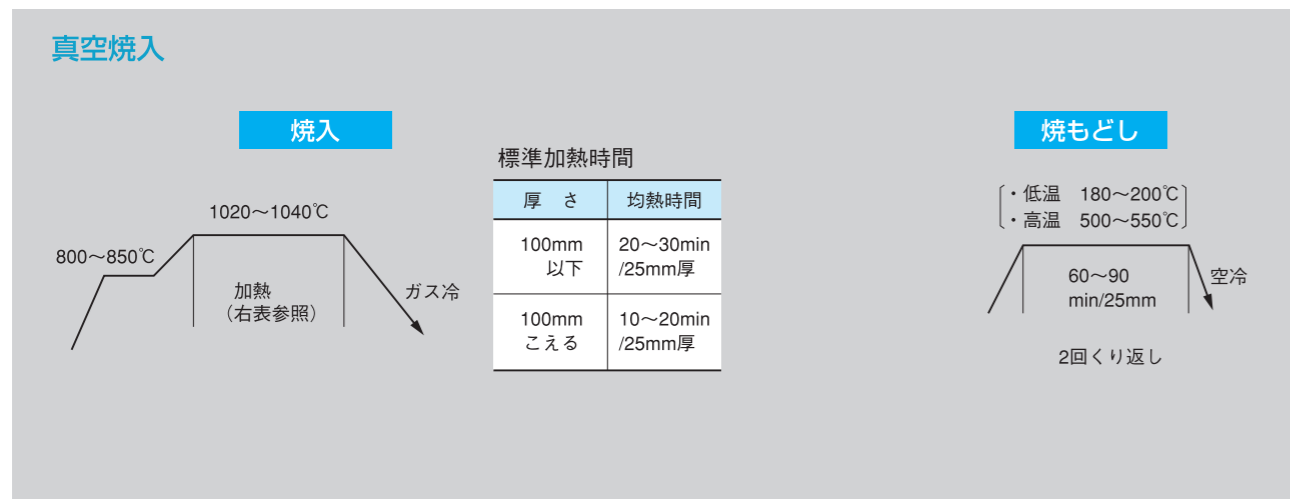 真空焼入
焼入
1020～1040℃
800～850℃
加熱
（右表参照）
ガス冷
標準加熱時間
厚 さ 均熱時間
100mm
以下
20～30min
/25mm厚
100mm
こえる
10～20min
/25mm厚
焼もどし
・低温 180～200℃
・高温 500～550℃
60～90
min/25mm
空冷
2回くり返し